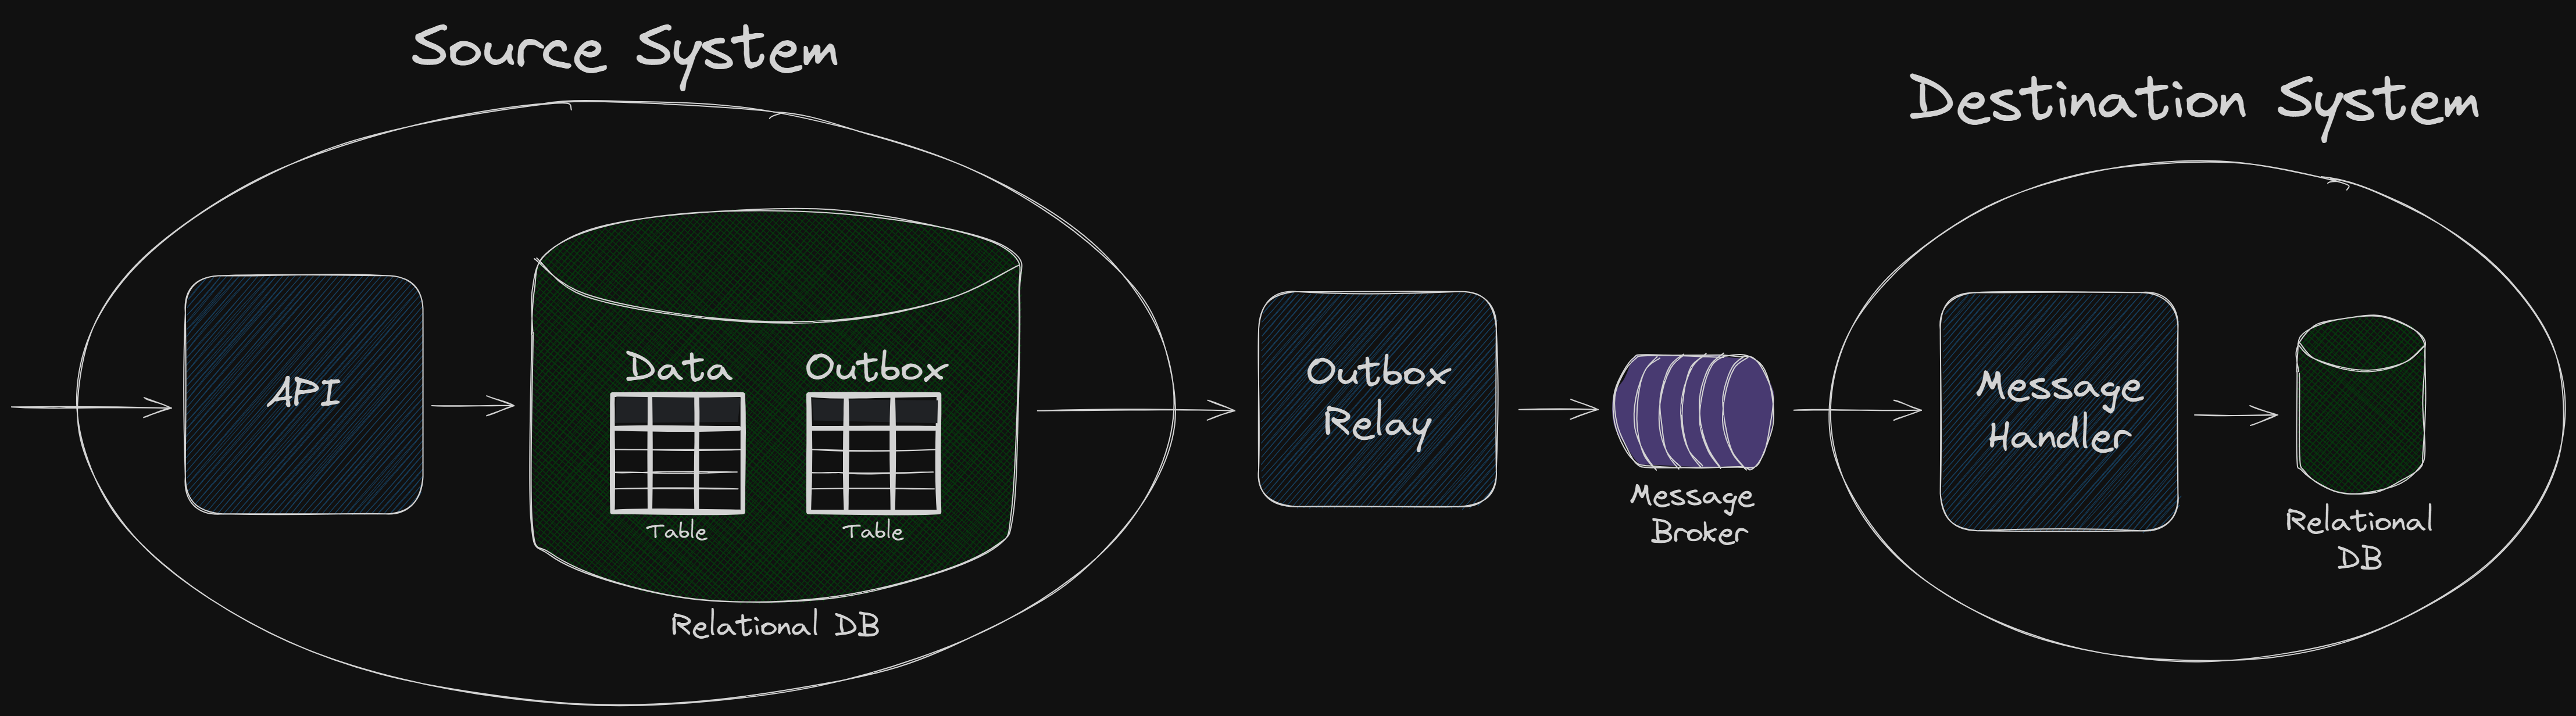 Source System
Destination System
API
Data
Outbox
Table
Table
Relational DB
Outbox
Relay
Message
Broker
Message
Handler
Relational
DB